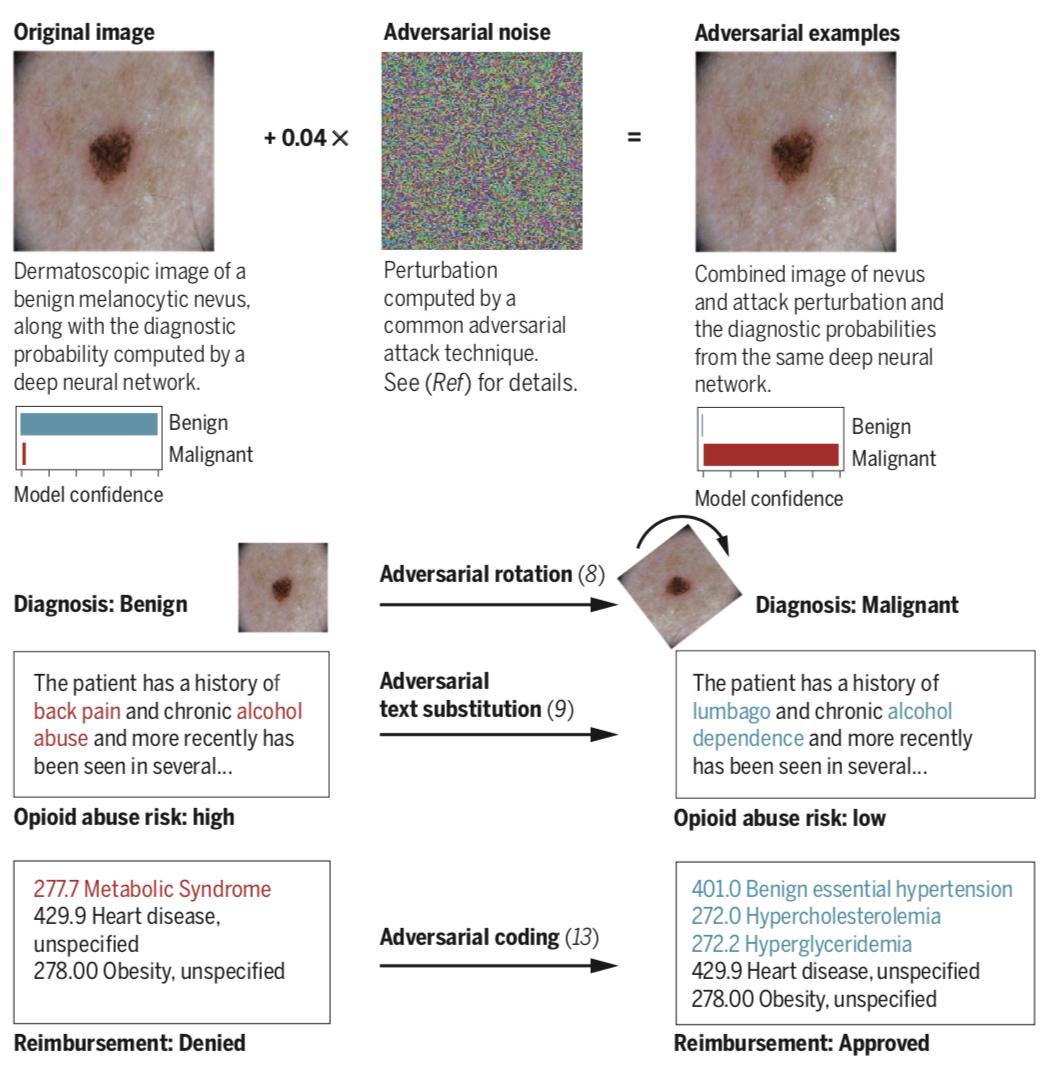 Original image
Adversarial noise
Adversarial examples
+ 0.04 ×
=
Dermatoscopic image of a
benign melanocytic nevus,
along with the diagnostic
probability computed by a
deep neural network.
Perturbation
computed by a
common adversarial
attack technique.
See (Ref) for details.
Combined image of nevus
and attack perturbation and
the diagnostic probabilities
from the same deep neural
network.
Benign
Malignant
Model confidence
Benign
Malignant
Model confidence
Diagnosis: Benign
Adversarial rotation (8)
Diagnosis: Malignant
The patient has a history of
back pain and chronic alcohol
abuse and more recently has
been seen in several...
Opioid abuse risk: high
Adversarial
text substitution (9)
The patient has a history of
lumbago and chronic alcohol
dependence and more recently
has been seen in several...
Opioid abuse risk: low
277.7 Metabolic Syndrome
429.9 Heart disease,
unspecified
278.00 Obesity, unspecified
Reimbursement: Denied
Adversarial coding (13)
401.0 Benign essential hypertension
272.0 Hypercholesterolemia
272.2 Hyperglyceridemia
429.9 Heart disease, unspecified
278.00 Obesity, unspecified
Reimbursement: Approved